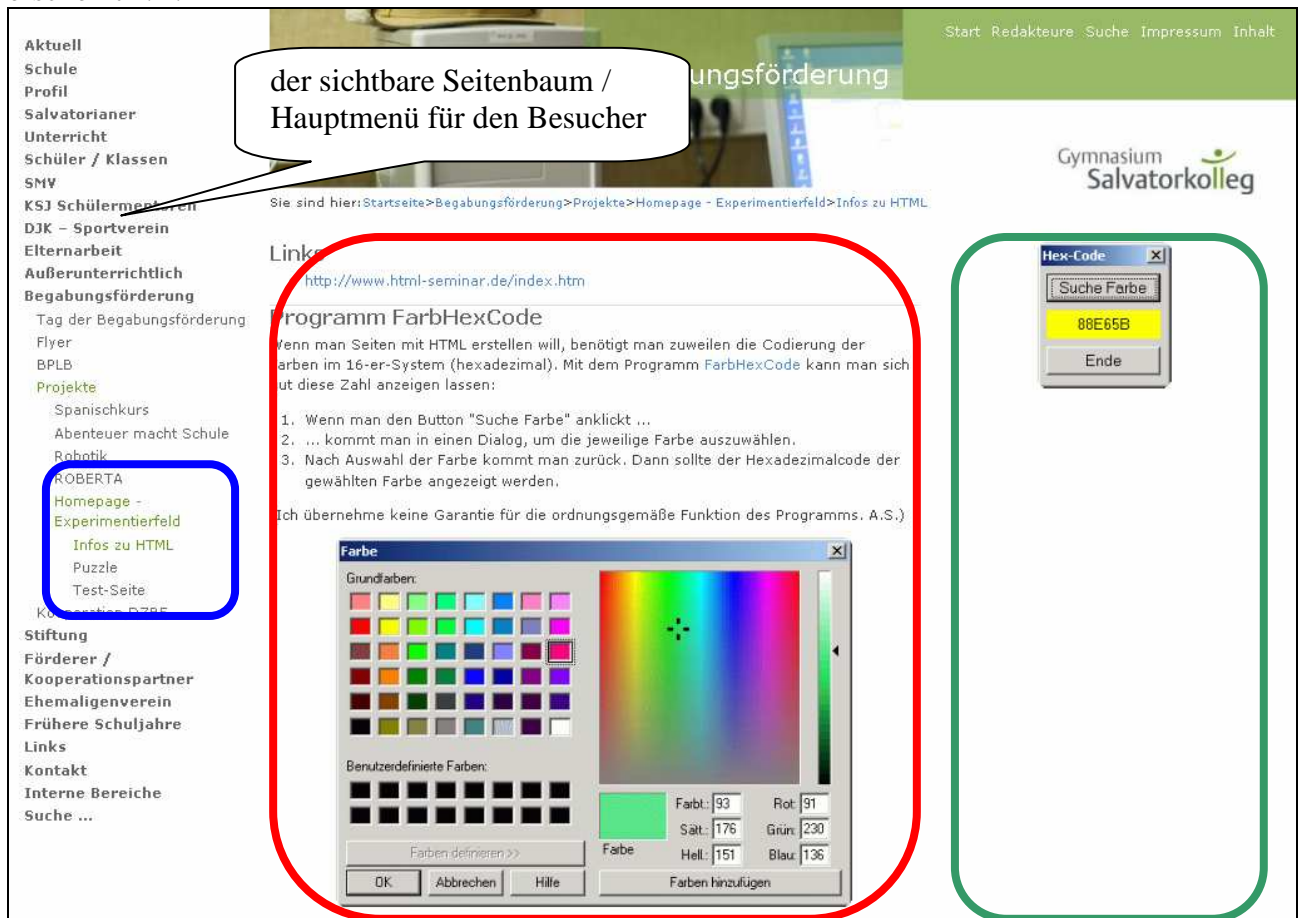 Start Redakteure Suche Impressum Inhalt
ungsförderung
Gymnasium
Salvatorkolleg
der sichtbare Seitenbaum /
Hauptmenü für den Besucher
Aktuell
Schule
Profil
Salvatorianer
Unterricht
Schüler / Klassen
SMV
KSJ Schülermentoren
DJK – Sportverein
Elternarbeit
Außerunterrichtlich
Begabungsförderung
Tag der Begabungsförderung
Flyer
BPLB
Projekte
Spanischkurs
Abenteuer macht Schule
Robotik
ROBERTA
Homepage -
Experimentierfeld
Infos zu HTML
Puzzle
Test-Seite
Kooperation
Stiftung
Förderer /
Kooperationspartner
Ehemaligenverein
Frühere Schuljahre
Links
Kontakt
Interne Bereiche
Suche ...
Sie sind hier:Startseite>Begabungsförderung>Projekte>Homepage - Experimentierfeld>Infos zu HTML
Links
http://www.html-seminar.de/index.htm
Programm FarbHexCode
Wenn man Seiten mit HTML erstellen will, benötigt man zuweilen die Codierung der
Farben im 16-er-System (hexadezimal). Mit dem Programm FarbHexCode kann man sich
gut diese Zahl anzeigen lassen:
1. Wenn man den Button "Suche Farbe" anklickt ...
2. ... kommt man in einen Dialog, um die jeweilige Farbe auszuwählen.
3. Nach Auswahl der Farbe kommt man zurück. Dann sollte der Hexadezimalcode der
gewählten Farbe angezeigt werden.
(Ich übernehme keine Garantie für die ordnungsgemäße Funktion des Programms. A.S.)
Farbe
Grundfarben:
Benutzerdefinierte Farben:
Farben definieren >>
OK Abbrechen Hilfe
Farbe
Farbt.: 93 Rot: 91
Sätt.: 176 Grün: 230
Hell.: 151 Blau: 136
Farben hinzufügen
Hex-Code
Suche Farbe
88E65B
Ende